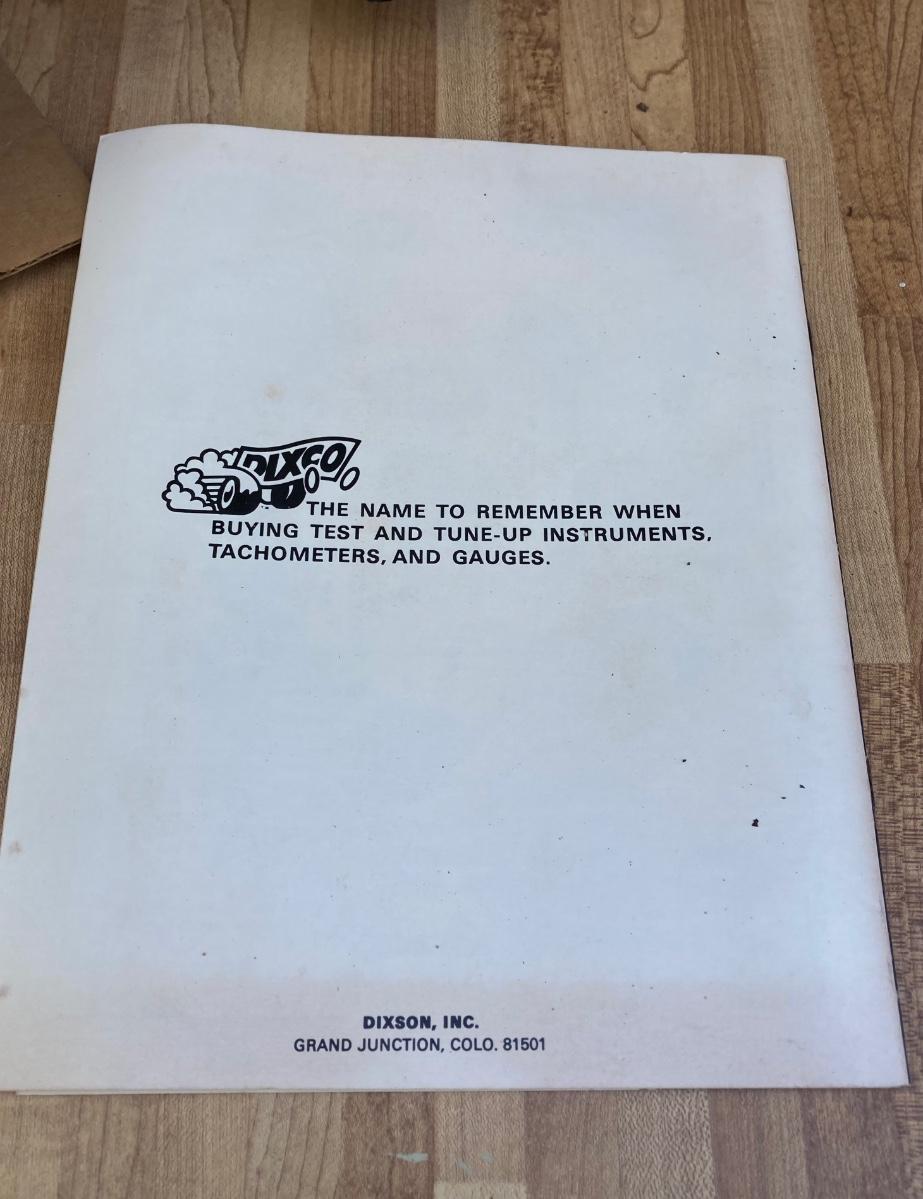 DIXCO
THE NAME TO REMEMBER WHEN
BUYING TEST AND TUNE-UP INSTRUMENTS,
TACHOMETERS, AND GAUGES.
DIXSON, INC.
GRAND JUNCTION, COLO. 81501